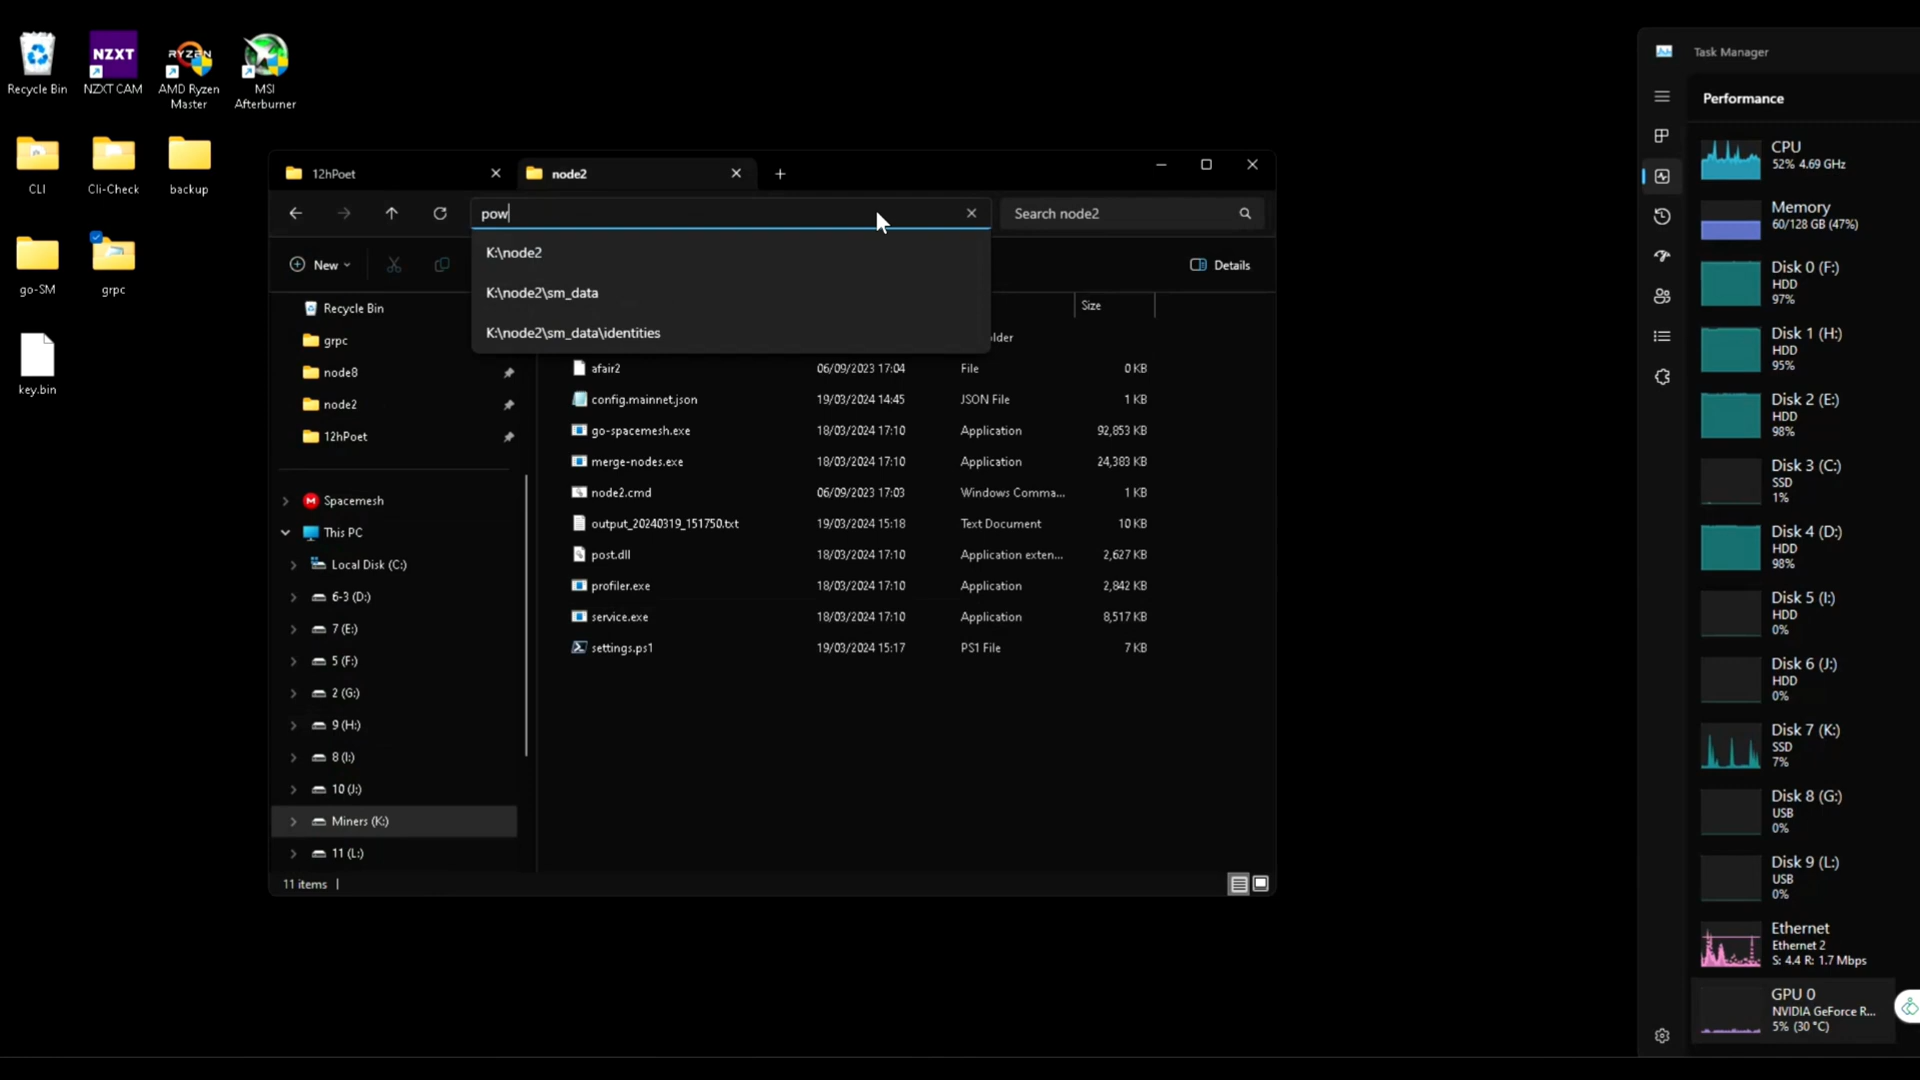 Recycle Bin
NZXT
NZXT CAM
RYZEN
AMD Ryzen
Master
MSI
Afterburner
CLI
Cli-Check
backup
go-SM
grpc
key.bin
12hPoet
node2
pow
Search node2
New
Details
K:\node2
K:\node2\sm_data
K:\node2\sm_data\identities
Size
older
Recycle Bin
grpc
node8
node2
12hPoet
Spacemesh
This PC
Local Disk (C:)
6-3 (D:)
7 (E:)
5 (F:)
2 (G:)
9 (H:)
8 (I:)
10 (J:)
Miners (K:)
11 (L:)
afair2 06/09/2023 17:04 File 0 KB
config.mainnet.json 19/03/2024 14:45 JSON File 1 KB
go-spacemesh.exe 18/03/2024 17:10 Application 92,853 KB
merge-nodes.exe 18/03/2024 17:10 Application 24,383 KB
node2.cmd 06/09/2023 17:03 Windows Comma... 1 KB
output_20240319_151750.txt 19/03/2024 15:18 Text Document 10 KB
post.dll 18/03/2024 17:10 Application exten... 2,627 KB
profiler.exe 18/03/2024 17:10 Application 2,842 KB
service.exe 18/03/2024 17:10 Application 8,517 KB
settings.ps1 19/03/2024 15:17 PS1 File 7 KB
11 items
Task Manager
Performance
CPU
52% 4.69 GHz
Memory
60/128 GB (47%)
Disk 0 (F:)
HDD
97%
Disk 1 (H:)
HDD
95%
Disk 2 (E:)
HDD
98%
Disk 3 (C:)
SSD
1%
Disk 4 (D:)
HDD
98%
Disk 5 (I:)
HDD
0%
Disk 6 (J:)
HDD
0%
Disk 7 (K:)
SSD
7%
Disk 8 (G:)
USB
0%
Disk 9 (L:)
USB
0%
Ethernet
Ethernet 2
S: 4.4 R: 1.7 Mbps
GPU 0
NVIDIA GeForce R...
5% (30 °C)